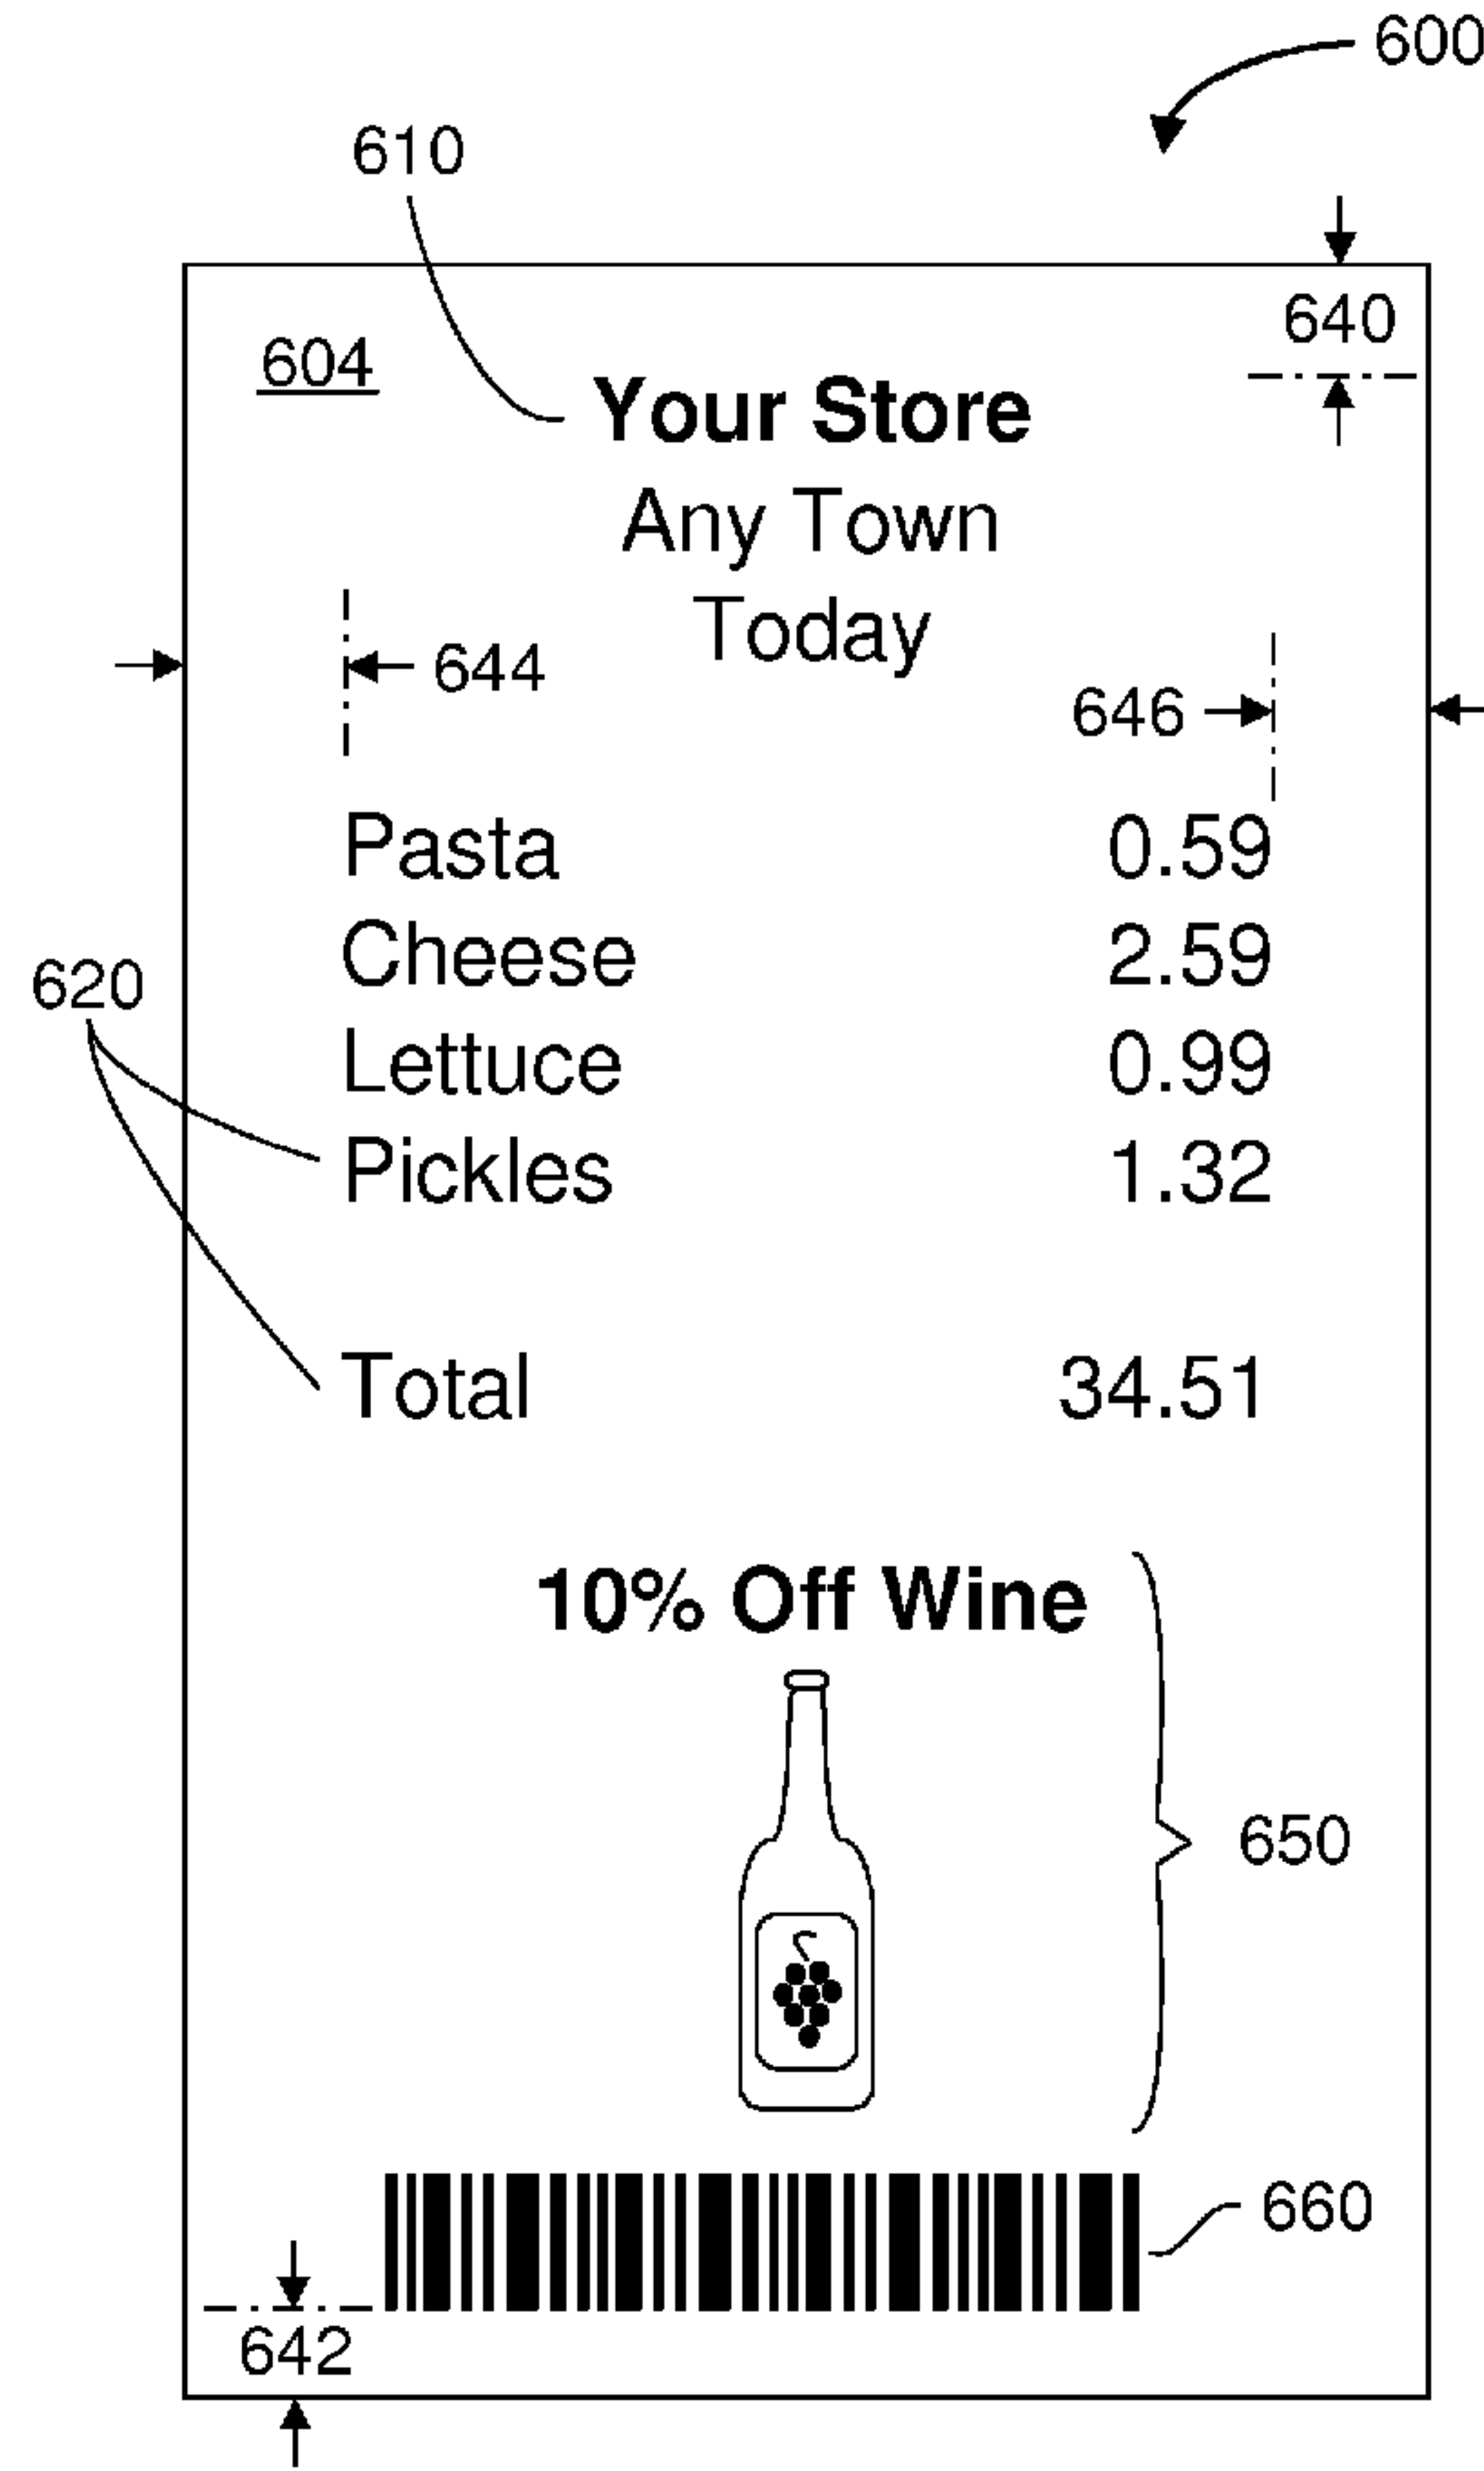 600
610
640
604
Your Store
Any Town
Today
644
646
Pasta 0.59
Cheese 2.59
620
Lettuce 0.99
Pickles 1.32
Total 34.51
10% Off Wine
650
660
642